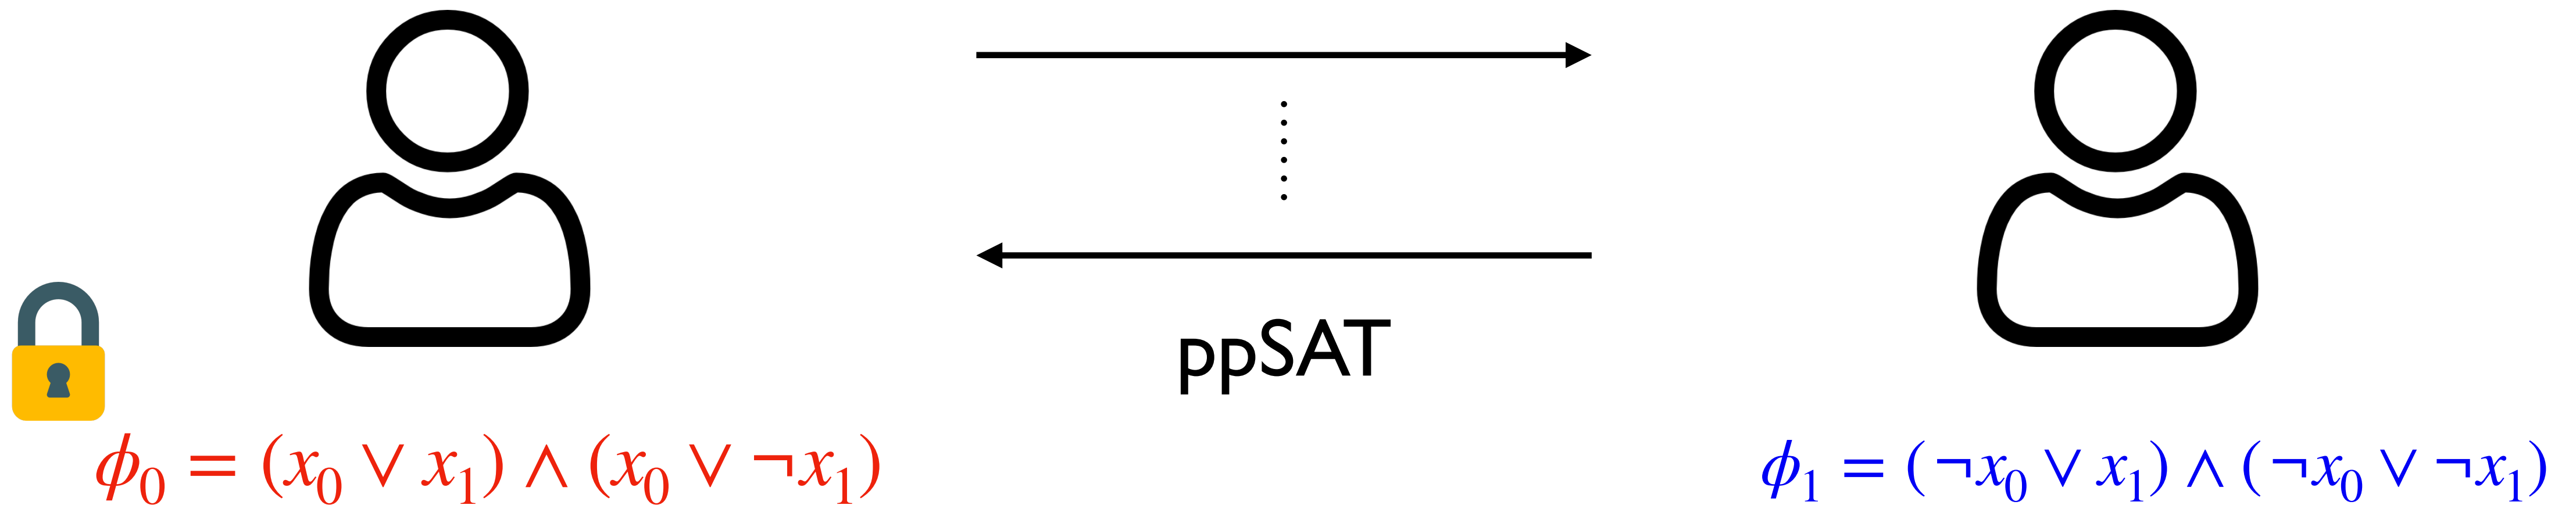 ppSAT
ϕ₀ = (x₀ ∨ x₁) ∧ (x₀ ∨ ¬x₁)
ϕ₁ = (¬x₀ ∨ x₁) ∧ (¬x₀ ∨ ¬x₁)